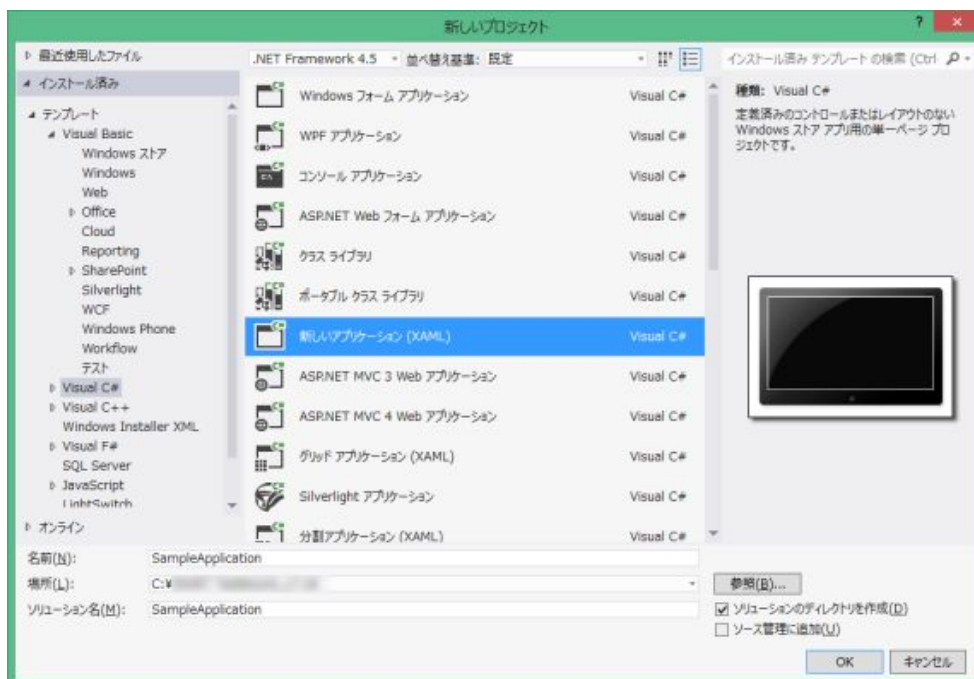 新しいプロジェクト
?
最近使用したファイル
インストール済み
テンプレート
Visual Basic
Windows ストア
Windows
Web
Office
Cloud
Reporting
SharePoint
Silverlight
WCF
Windows Phone
Workflow
テスト
Visual C#
Visual C++
Windows Installer XML
Visual F#
SQL Server
JavaScript
LightSwitch
オンライン
.NET Framework 4.5 並べ替え基準: 既定
Windows フォーム アプリケーション Visual C#
WPF アプリケーション Visual C#
コンソール アプリケーション Visual C#
ASP.NET Web フォーム アプリケーション Visual C#
クラス ライブラリ Visual C#
ポータブル クラス ライブラリ Visual C#
新しいアプリケーション (XAML) Visual C#
ASP.NET MVC 3 Web アプリケーション Visual C#
ASP.NET MVC 4 Web アプリケーション Visual C#
グリッド アプリケーション (XAML) Visual C#
Silverlight アプリケーション Visual C#
分割アプリケーション (XAML) Visual C#
インストール済み テンプレート の検索 (Ctrl
種類: Visual C#
定義済みのコントロールまたはレイアウトのない
Windows ストア アプリ用の単一ページ プロ
ジェクトです。
名前(N): SampleApplication
場所(L): C:¥
参照(B)...
ソリューション名(M): SampleApplication
ソリューションのディレクトリを作成(D)
ソース管理に追加(U)
OK キャンセル